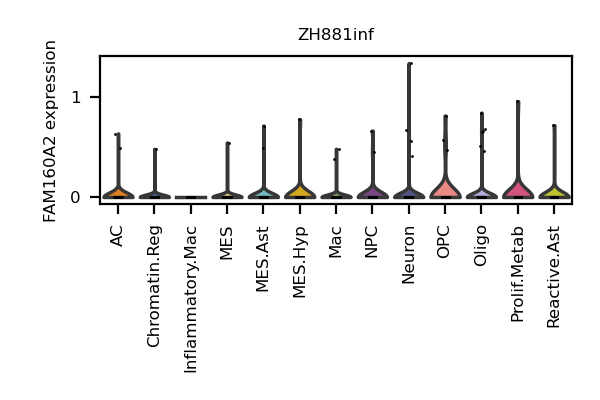 ZH881inf
FAM160A2 expression
1
0
AC
Chromatin.Reg
Inflammatory.Mac
MES
MES.Ast
MES.Hyp
Mac
NPC
Neuron
OPC
Oligo
Prolif.Metab
Reactive.Ast